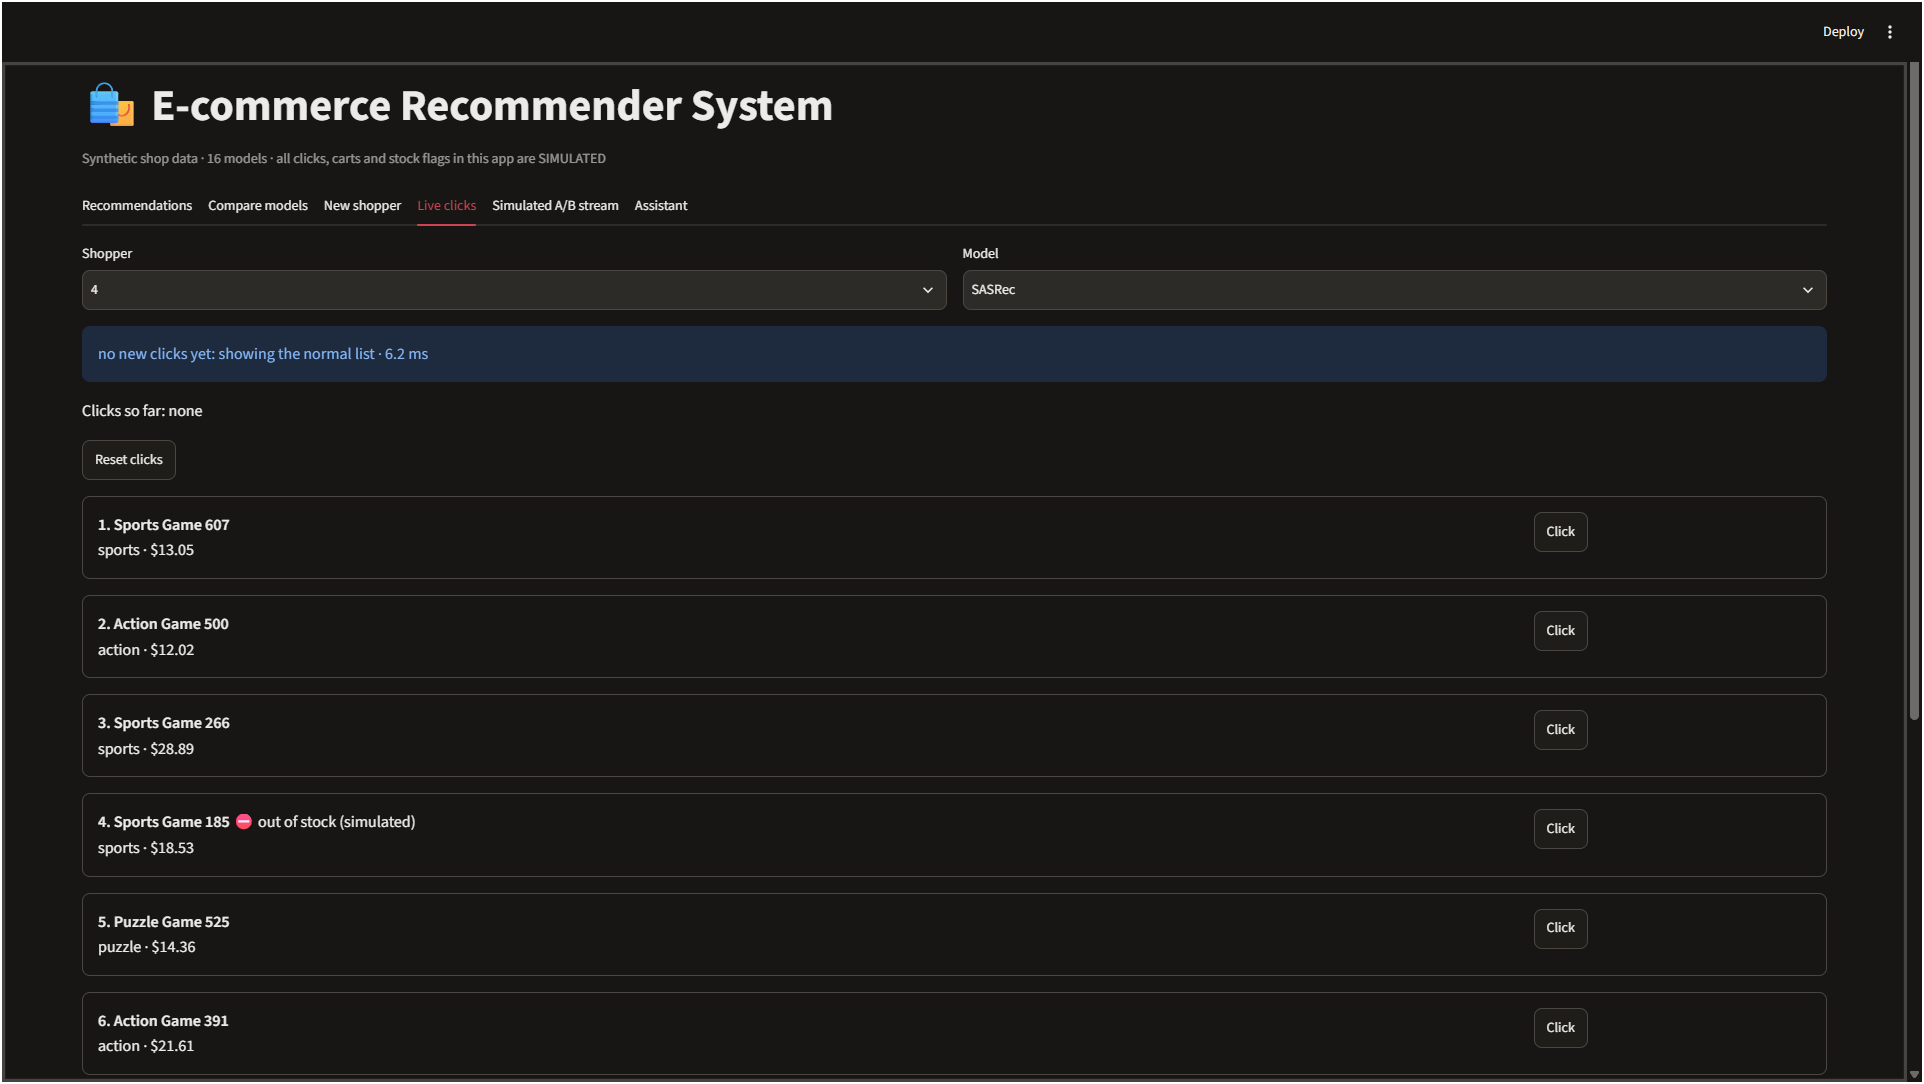 Deploy
E-commerce Recommender System
Synthetic shop data · 16 models · all clicks, carts and stock flags in this app are SIMULATED
Recommendations Compare models New shopper Live clicks Simulated A/B stream Assistant
Shopper Model
4 SASRec
no new clicks yet: showing the normal list · 6.2 ms
Clicks so far: none
Reset clicks
1. Sports Game 607
Click
sports · $13.05
2. Action Game 500
Click
action · $12.02
3. Sports Game 266
Click
sports · $28.89
4. Sports Game 185 ⛔ out of stock (simulated)
Click
sports · $18.53
5. Puzzle Game 525
Click
puzzle · $14.36
6. Action Game 391
Click
action · $21.61